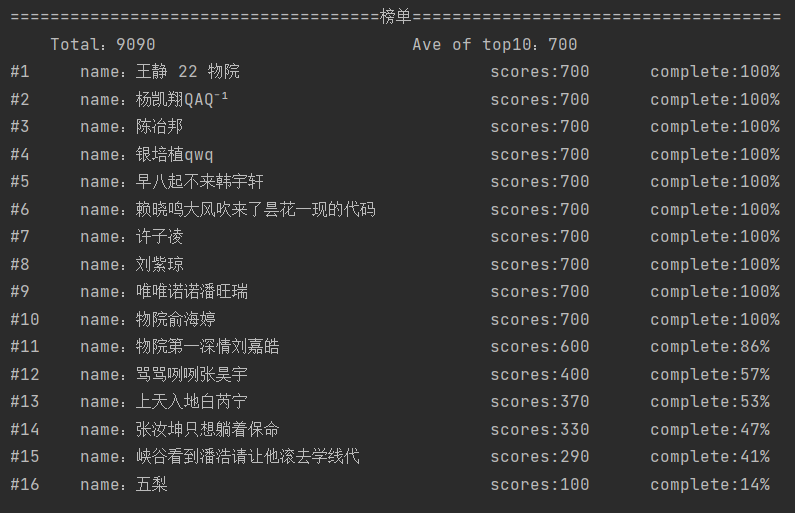 =====================================榜单========================================
Total: 9090 Ave of top10: 700
#1 name: 王静 22 物院 scores:700 complete:100%
#2 name: 杨凯翔QAQ⁻¹ scores:700 complete:100%
#3 name: 陈冶邦 scores:700 complete:100%
#4 name: 银培植qwq scores:700 complete:100%
#5 name: 早八起不来韩宇轩 scores:700 complete:100%
#6 name: 赖晓鸣大风吹来了昙花一现的代码 scores:700 complete:100%
#7 name: 许子凌 scores:700 complete:100%
#8 name: 刘紫琼 scores:700 complete:100%
#9 name: 唯唯诺诺潘旺瑞 scores:700 complete:100%
#10 name: 物院俞海婷 scores:700 complete:100%
#11 name: 物院第一深情刘嘉皓 scores:600 complete:86%
#12 name: 骂骂咧咧张昊宇 scores:400 complete:57%
#13 name: 上天入地白芮宁 scores:370 complete:53%
#14 name: 张汝坤只想躺着保命 scores:330 complete:47%
#15 name: 峡谷看到潘浩请让他滚去学线代 scores:290 complete:41%
#16 name: 五梨 scores:100 complete:14%